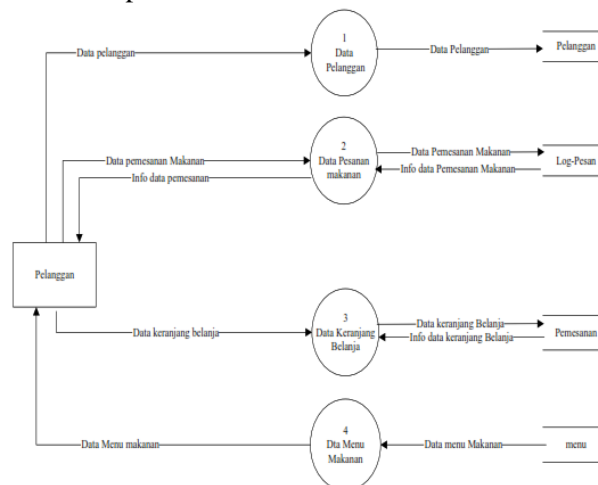 1
Data
Pelanggan
Data pelanggan
Data Pelanggan
Pelanggan
2
Data Pesanan
makanan
Data pemesanan Makanan
Info data pemesanan
Data Pemesanan Makanan
Info data Pemesanan Makanan
Log-Pesan
Pelanggan
3
Data Keranjang
Belanja
Data keranjang belanja
Data keranjang Belanja
Info data keranjang Belanja
Pemesanan
4
Dta Menu
Makanan
Data Menu makanan
Data menu Makanan
menu